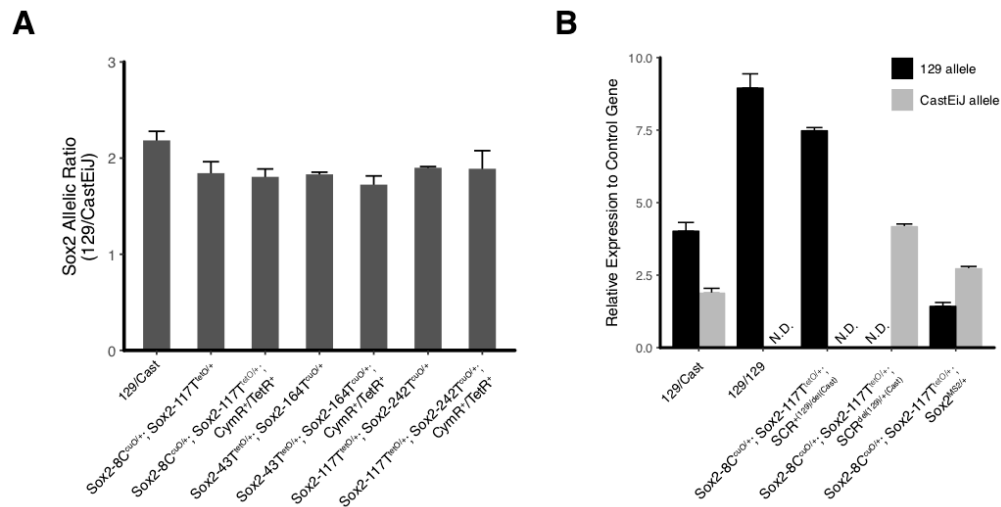 A
B
3
2
1
0
Sox2 Allelic Ratio
(129/CastEiJ)
129/Cast
Sox2-8CcuO/+; Sox2-117TtetO/+
Sox2-8CcuO/+; Sox2-117TtetO/+;
CymR+/TetR+
Sox2-43TtetO/+; Sox2-164TcuO/+
Sox2-43TtetO/+; Sox2-164TcuO/+;
CymR+/TetR+
Sox2-117TtetO/+; Sox2-242TcuO/+
Sox2-117TtetO/+; Sox2-242TcuO/+;
CymR+/TetR+
10.0
7.5
5.0
2.5
0.0
Relative Expression to Control Gene
129 allele
CastEiJ allele
N.D.
N.D.
N.D.
129/Cast
129/129
Sox2-8CcuO/+; Sox2-117TtetO/+;
SCR+(129)/del(Cast)
Sox2-8CcuO/+; Sox2-117TtetO/+;
SCRdel(129)/+(Cast)
Sox2-8CcuO/+; Sox2-117TtetO/+;
Sox2MS2/+